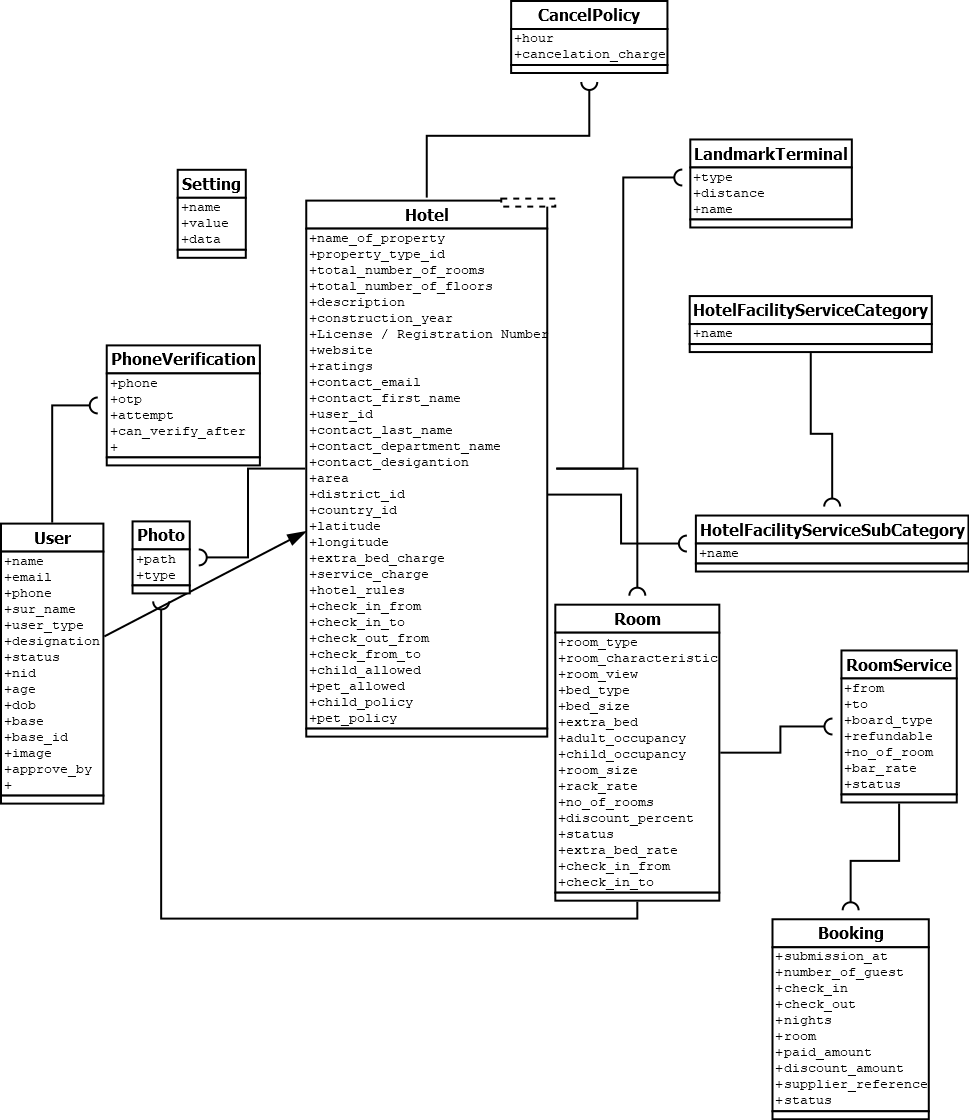 CancelPolicy
+hour
+cancelation_charge
LandmarkTerminal
+type
+distance
+name
Setting
+name
+value
+data
Hotel
+name_of_property
+property_type_id
+total_number_of_rooms
+total_number_of_floors
+description
+construction_year
+License / Registration Number
+website
+ratings
+contact_email
+contact_first_name
+user_id
+contact_last_name
+contact_department_name
+contact_desigantion
+area
+district_id
+country_id
+latitude
+longitude
+extra_bed_charge
+service_charge
+hotel_rules
+check_in_from
+check_in_to
+check_out_from
+check_from_to
+child_allowed
+pet_allowed
+child_policy
+pet_policy
HotelFacilityServiceCategory
+name
PhoneVerification
+phone
+otp
+attempt
+can_verify_after
+
HotelFacilityServiceSubCategory
+name
User
+name
+email
+phone
+sur_name
+user_type
+designation
+status
+nid
+age
+dob
+base
+base_id
+image
+approve_by
+
Photo
+path
+type
Room
+room_type
+room_characteristic
+room_view
+bed_type
+bed_size
+extra_bed
+adult_occupancy
+child_occupancy
+room_size
+rack_rate
+no_of_rooms
+discount_percent
+status
+extra_bed_rate
+check_in_from
+check_in_to
RoomService
+from
+to
+board_type
+refundable
+no_of_room
+bar_rate
+status
Booking
+submission_at
+number_of_guest
+check_in
+check_out
+nights
+room
+paid_amount
+discount_amount
+supplier_reference
+status